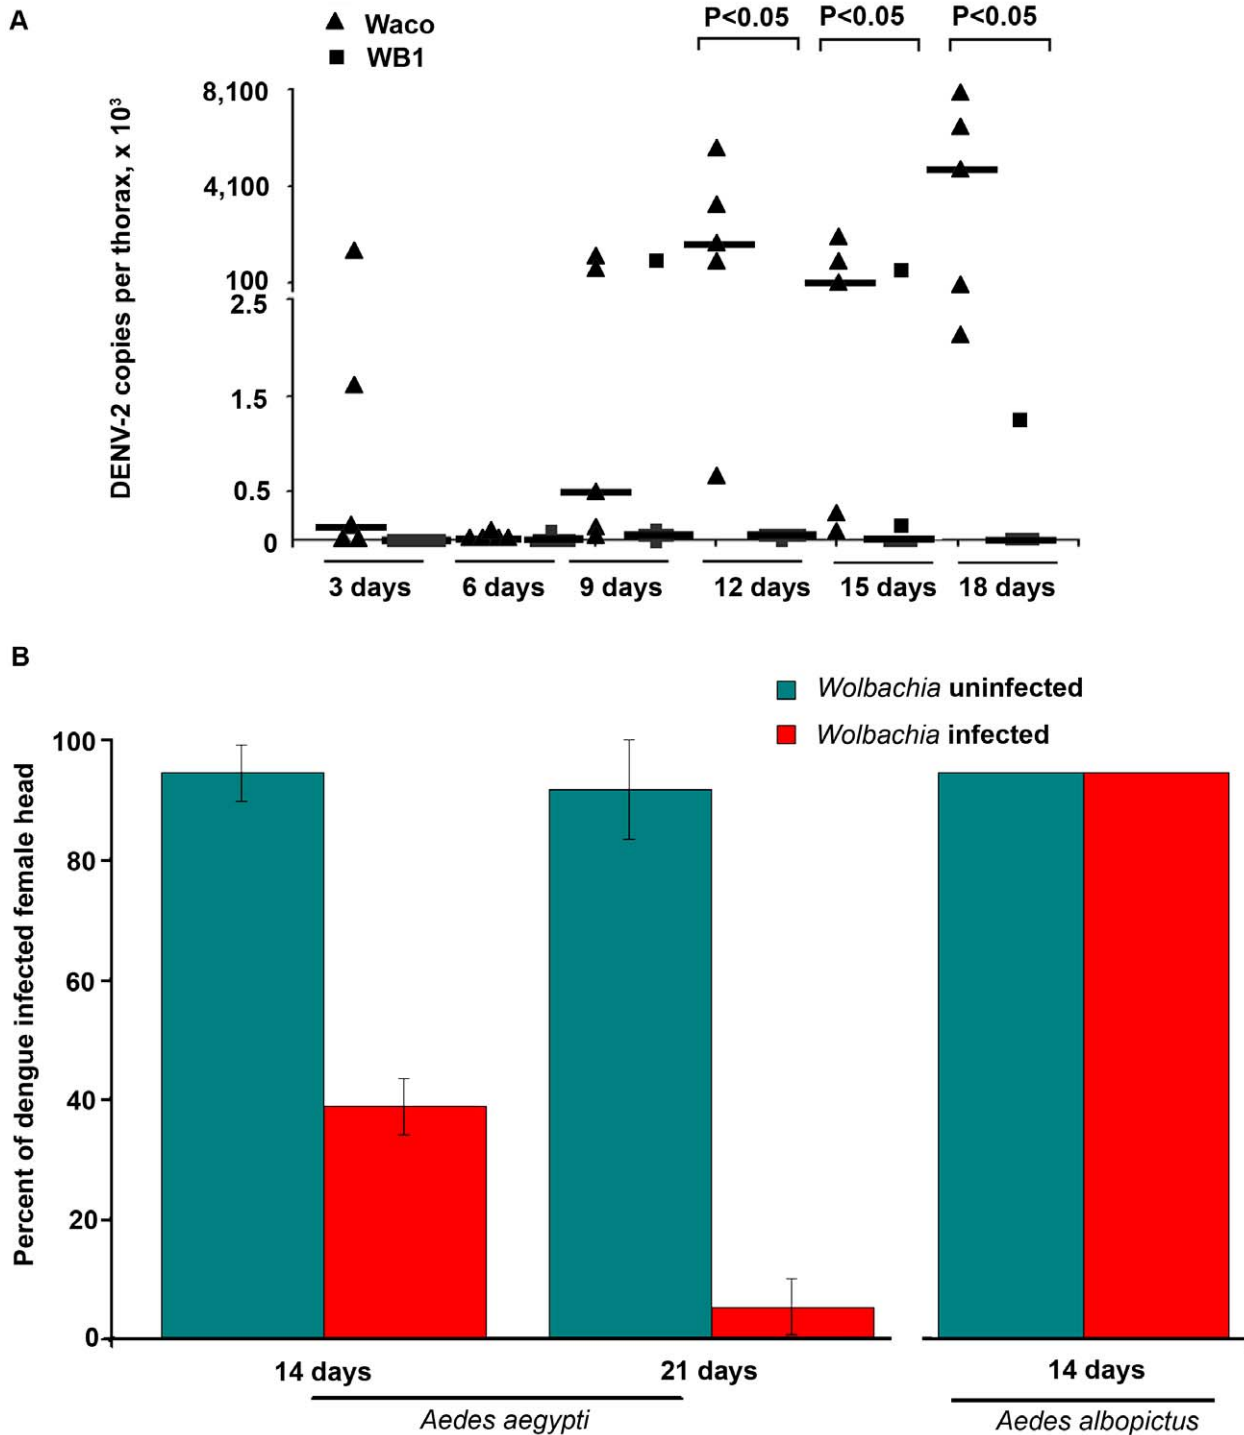 A
Waco
WB1
P<0.05 P<0.05 P<0.05
DENV-2 copies per thorax, x 10³
8,100
4,100
100
2.5
1.5
0.5
0
3 days 6 days 9 days 12 days 15 days 18 days
B
Wolbachia uninfected
Wolbachia infected
Percent of dengue infected female head
100
80
60
40
20
0
14 days 21 days 14 days
Aedes aegypti Aedes albopictus